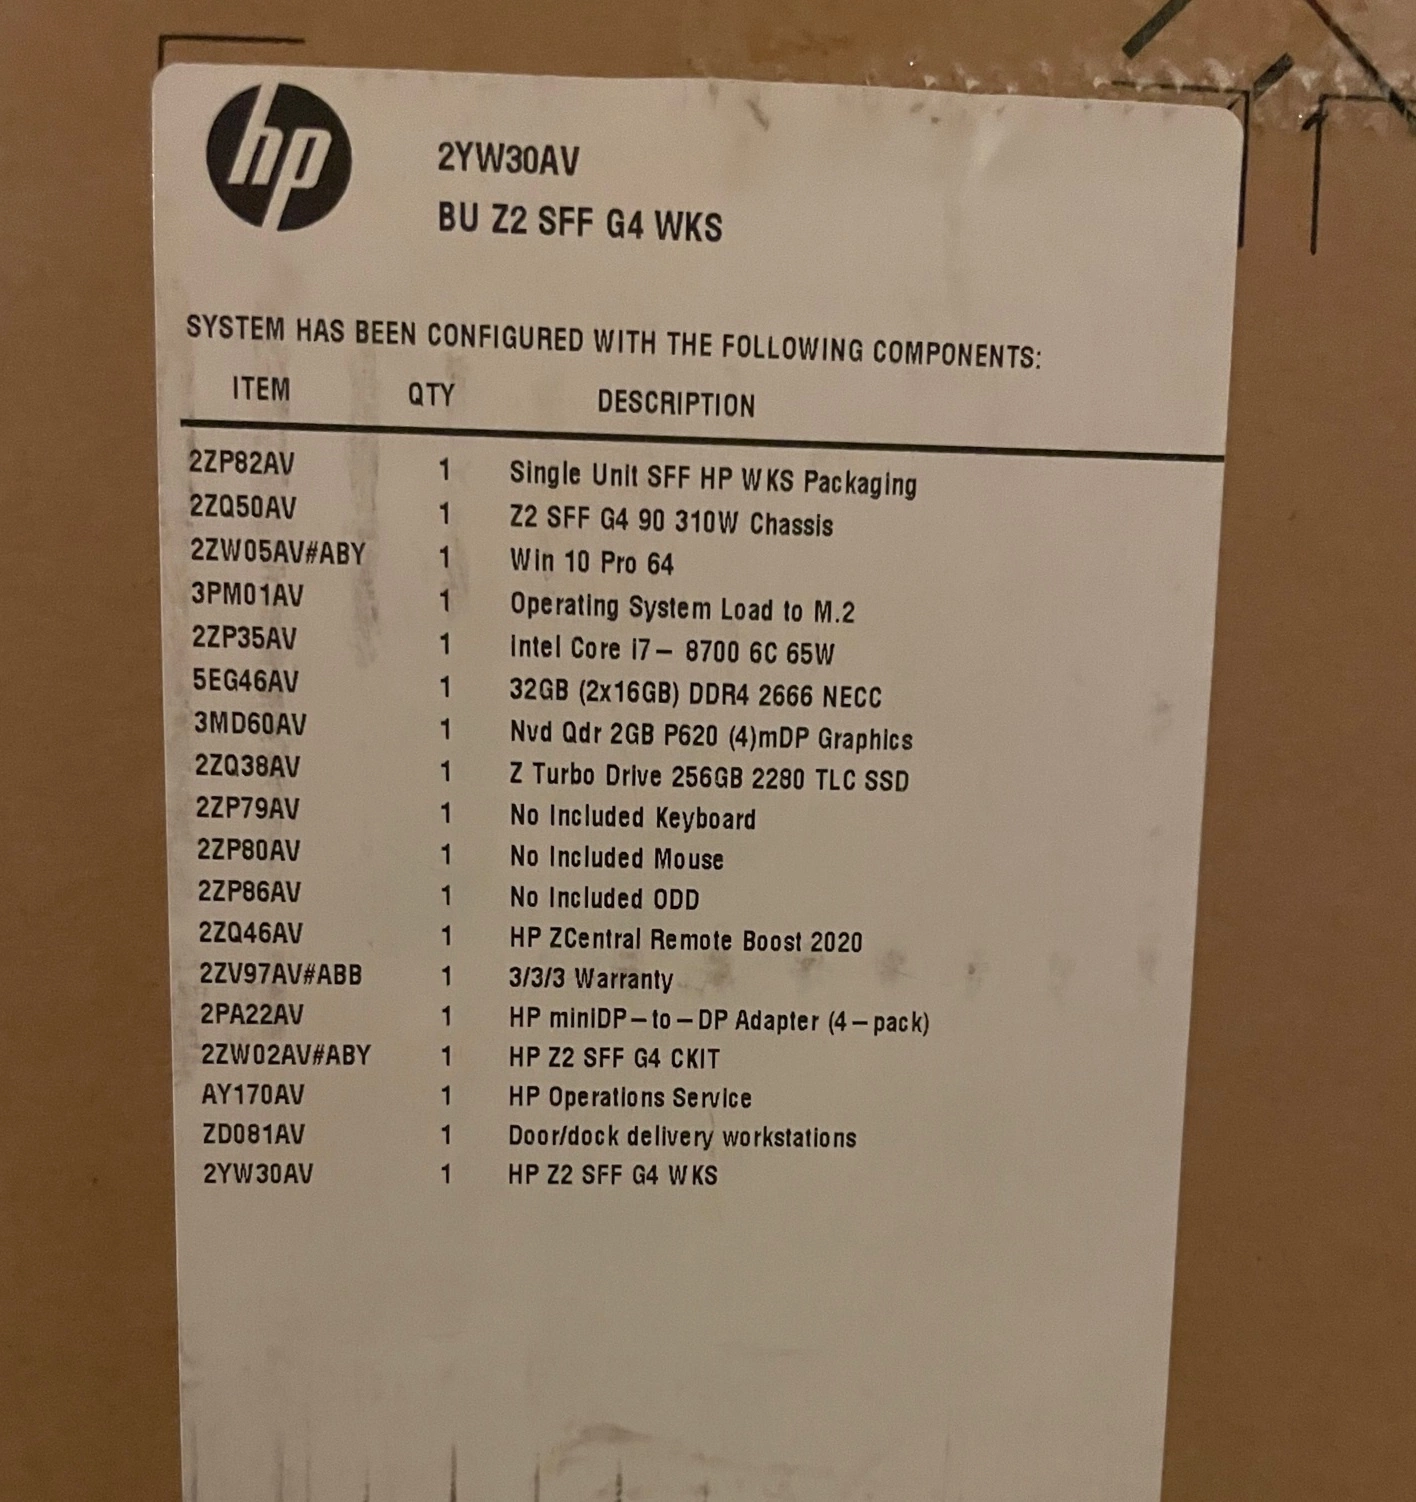 hp
2YW30AV
BU Z2 SFF G4 WKS
SYSTEM HAS BEEN CONFIGURED WITH THE FOLLOWING COMPONENTS:
ITEM QTY DESCRIPTION
2ZP82AV 1 Single Unit SFF HP WKS Packaging
2ZQ50AV 1 Z2 SFF G4 90 310W Chassis
2ZW05AV#ABY 1 Win 10 Pro 64
3PM01AV 1 Operating System Load to M.2
2ZP35AV 1 Intel Core i7– 8700 6C 65W
5EG46AV 1 32GB (2x16GB) DDR4 2666 NECC
3MD60AV 1 Nvd Qdr 2GB P620 (4)mDP Graphics
2ZQ38AV 1 Z Turbo Drive 256GB 2280 TLC SSD
2ZP79AV 1 No Included Keyboard
2ZP80AV 1 No Included Mouse
2ZP86AV 1 No Included ODD
2ZQ46AV 1 HP ZCentral Remote Boost 2020
2ZV97AV#ABB 1 3/3/3 Warranty
2PA22AV 1 HP miniDP–to–DP Adapter (4–pack)
2ZW02AV#ABY 1 HP Z2 SFF G4 CKIT
AY170AV 1 HP Operations Service
ZD081AV 1 Door/dock delivery workstations
2YW30AV 1 HP Z2 SFF G4 WKS